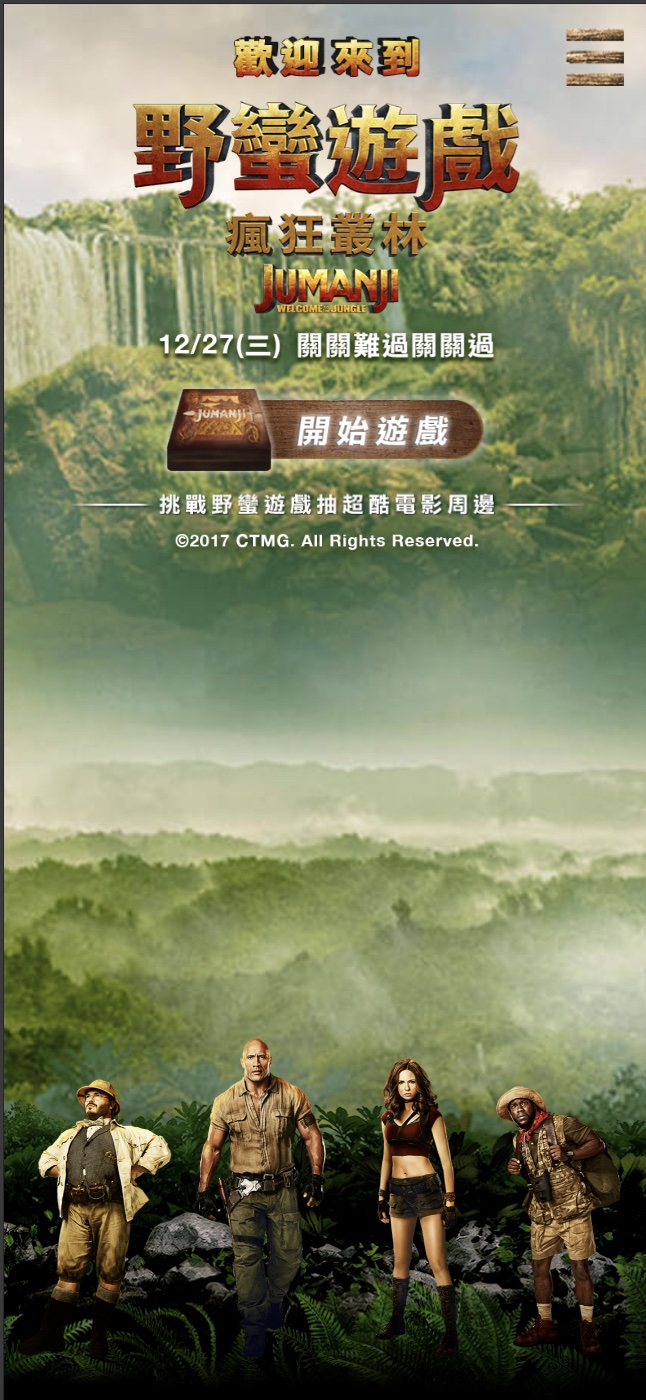 歡迎來到
野蠻遊戲
瘋狂叢林
JUMANJI
WELCOME TO THE JUNGLE
12/27(三) 關關難過關關過
JUMANJI
開始遊戲
挑戰野蠻遊戲抽超酷電影周邊
©2017 CTMG. All Rights Reserved.